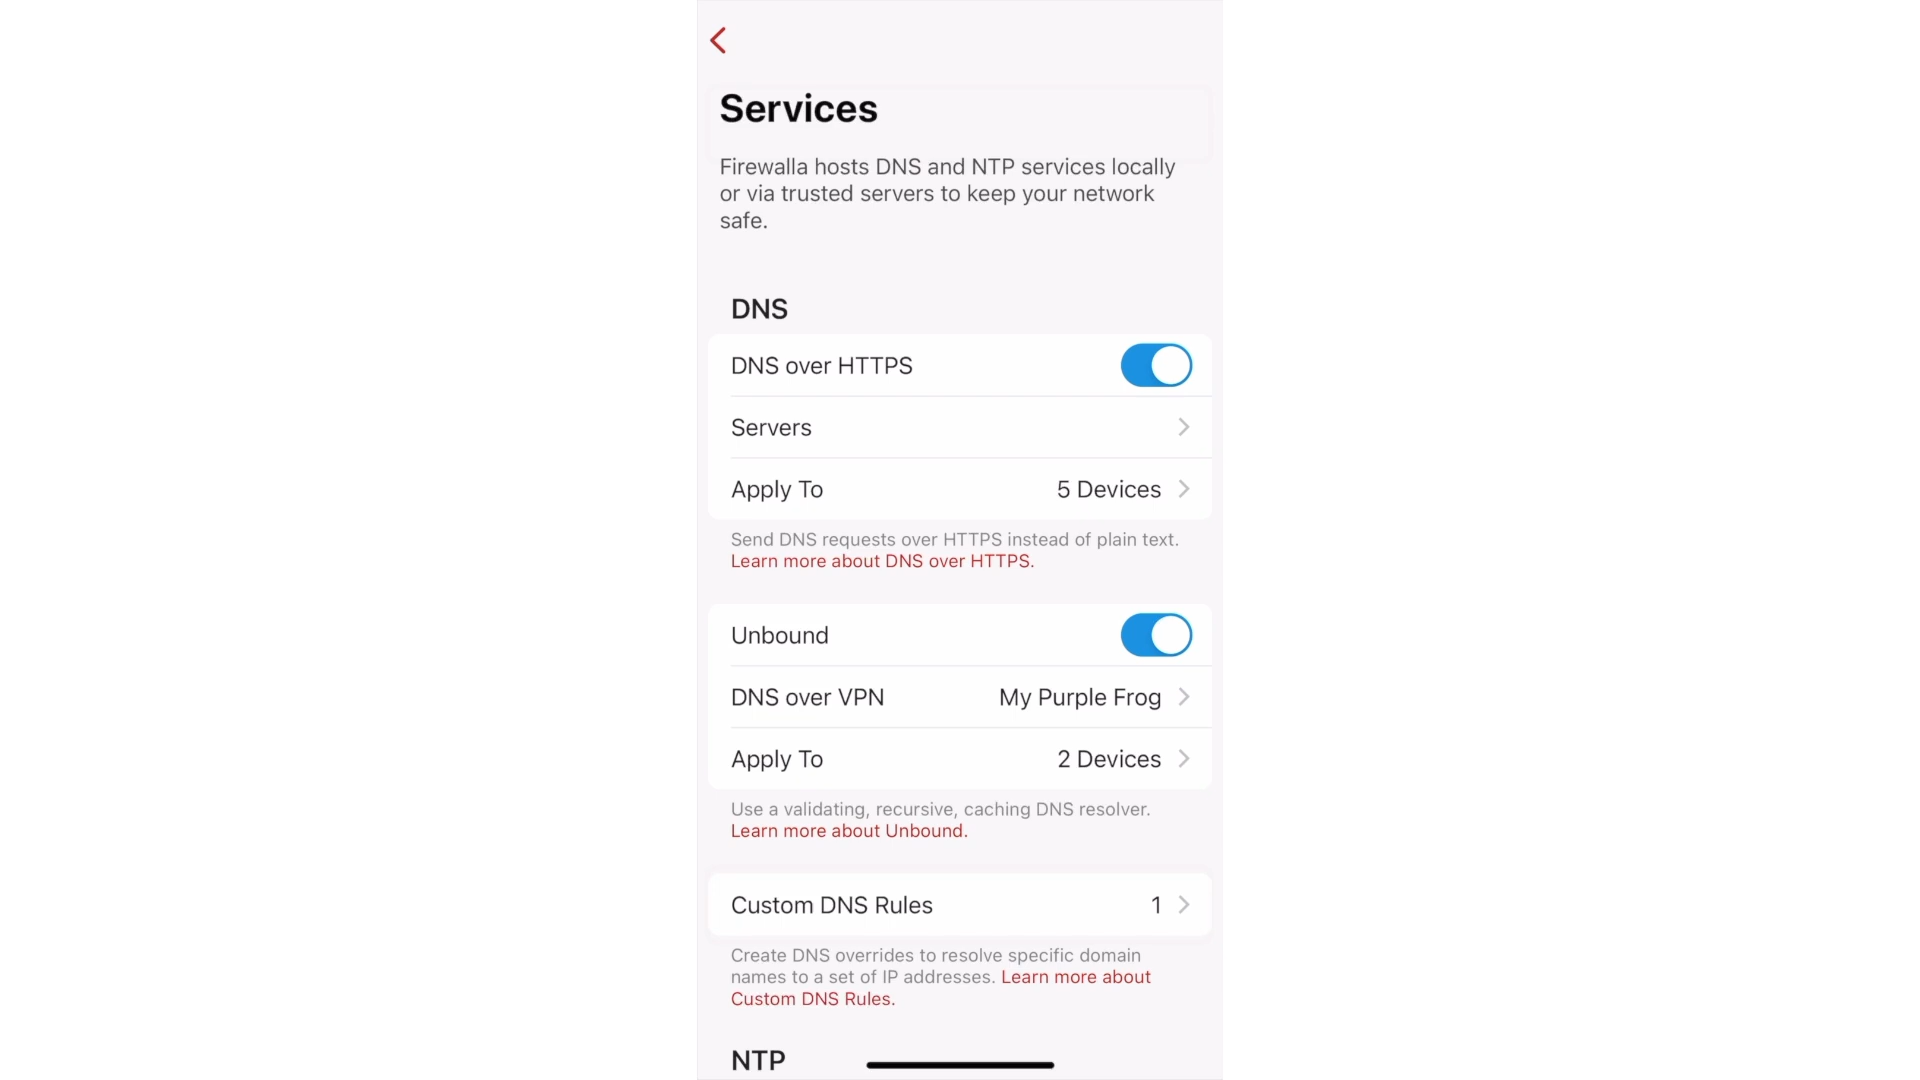 Services
Firewalla hosts DNS and NTP services locally
or via trusted servers to keep your network
safe.
DNS
DNS over HTTPS
Servers
Apply To 5 Devices
Send DNS requests over HTTPS instead of plain text.
Learn more about DNS over HTTPS.
Unbound
DNS over VPN My Purple Frog
Apply To 2 Devices
Use a validating, recursive, caching DNS resolver.
Learn more about Unbound.
Custom DNS Rules 1
Create DNS overrides to resolve specific domain
names to a set of IP addresses. Learn more about
Custom DNS Rules.
NTP